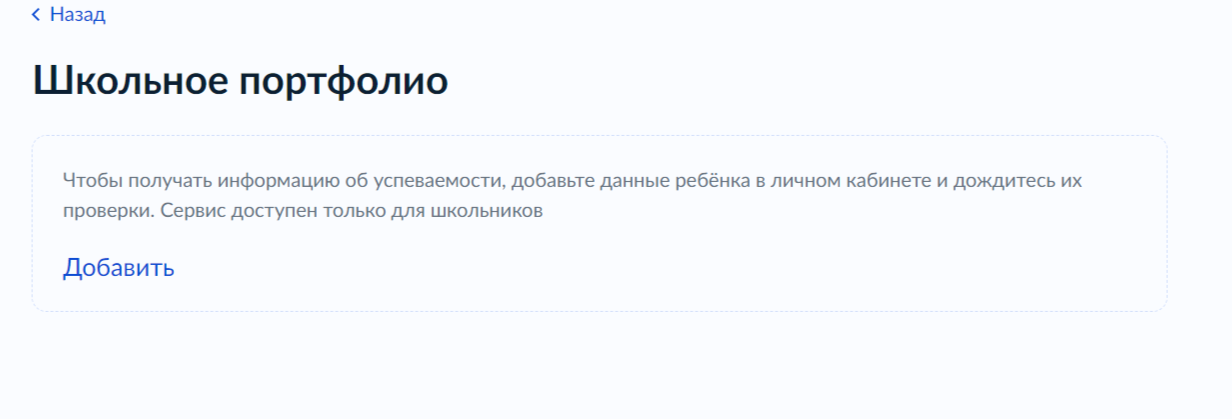 Назад
Школьное портфолио
Чтобы получать информацию об успеваемости, добавьте данные ребёнка в личном кабинете и дождитесь их
проверки. Сервис доступен только для школьников
Добавить